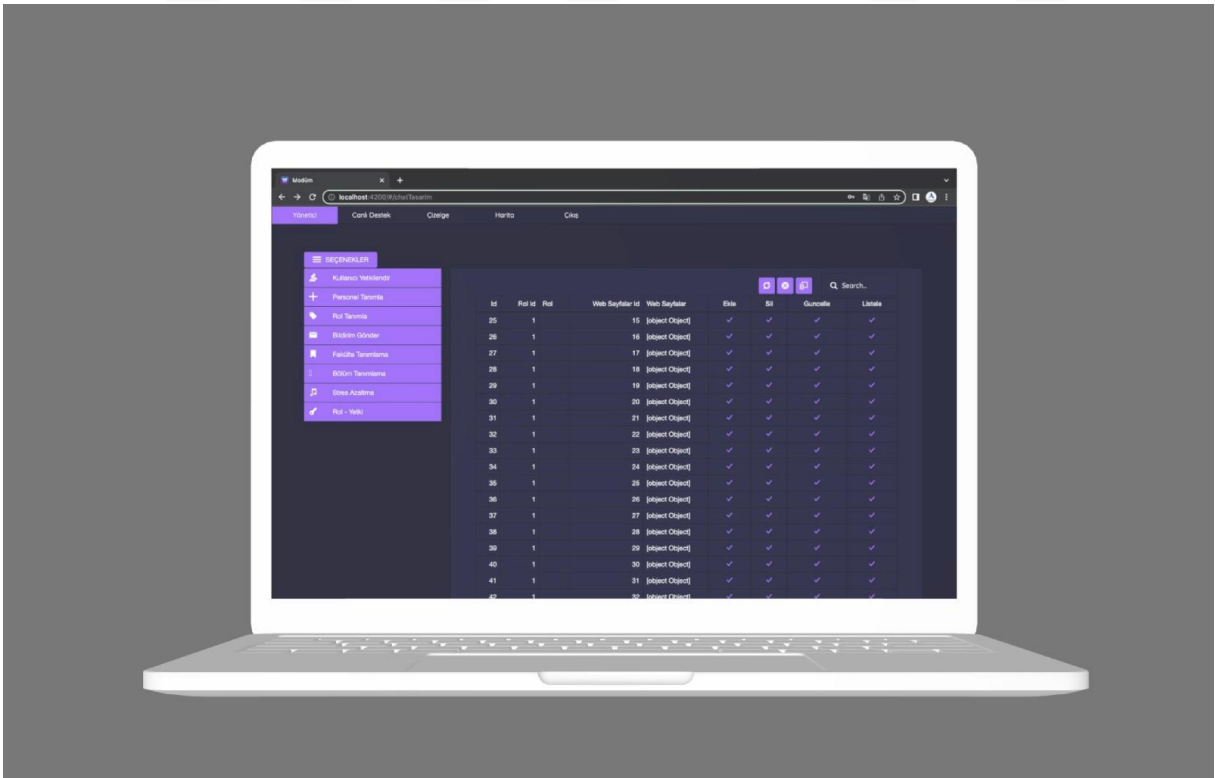 Modüm
localhost:4200/#/chatTasarim
Yönetici Canlı Destek Çizelge Harita Çıkış
SEÇENEKLER
Kullanıcı Yetkilendir
Personel Tanımla
Rol Tanımla
Bildirim Gönder
Fakülte Tanımlama
Bölüm Tanımlama
Stres Azaltma
Rol - Yetki
Search...
Id Rol Id Rol Web Sayfalar Id Web Sayfalar Ekle Sil Guncelle Listele
25 1 15 [object Object]
26 1 16 [object Object]
27 1 17 [object Object]
28 1 18 [object Object]
29 1 19 [object Object]
30 1 20 [object Object]
31 1 21 [object Object]
32 1 22 [object Object]
33 1 23 [object Object]
34 1 24 [object Object]
35 1 25 [object Object]
36 1 26 [object Object]
37 1 27 [object Object]
38 1 28 [object Object]
39 1 29 [object Object]
40 1 30 [object Object]
41 1 31 [object Object]
42 1 32 [object Object]